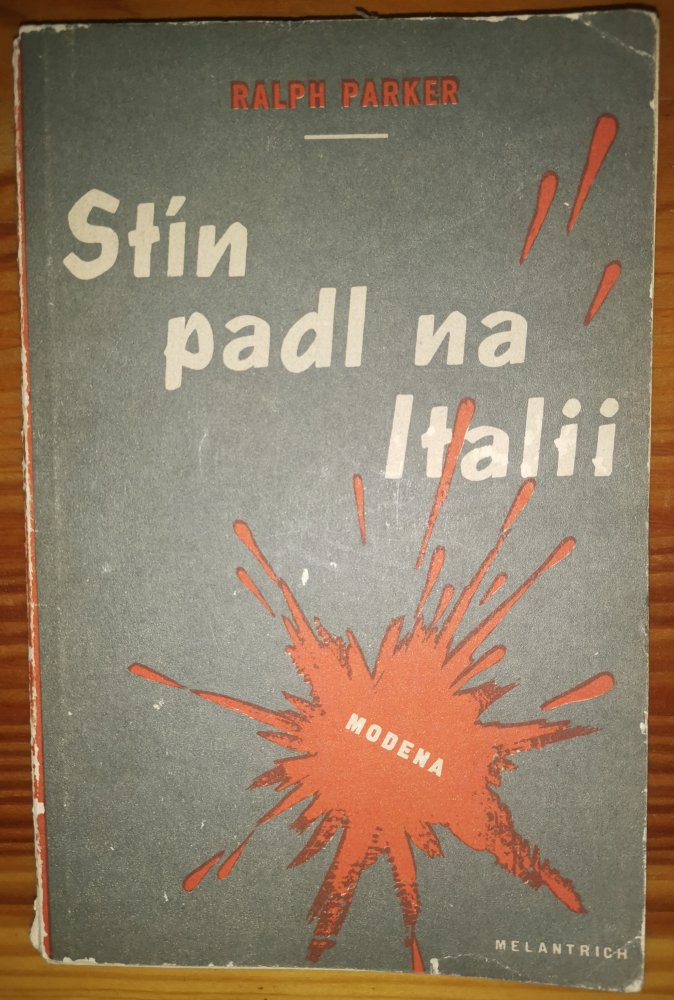 RALPH PARKER
Stín
padl na
Italii
MODENA
MELANTRICH